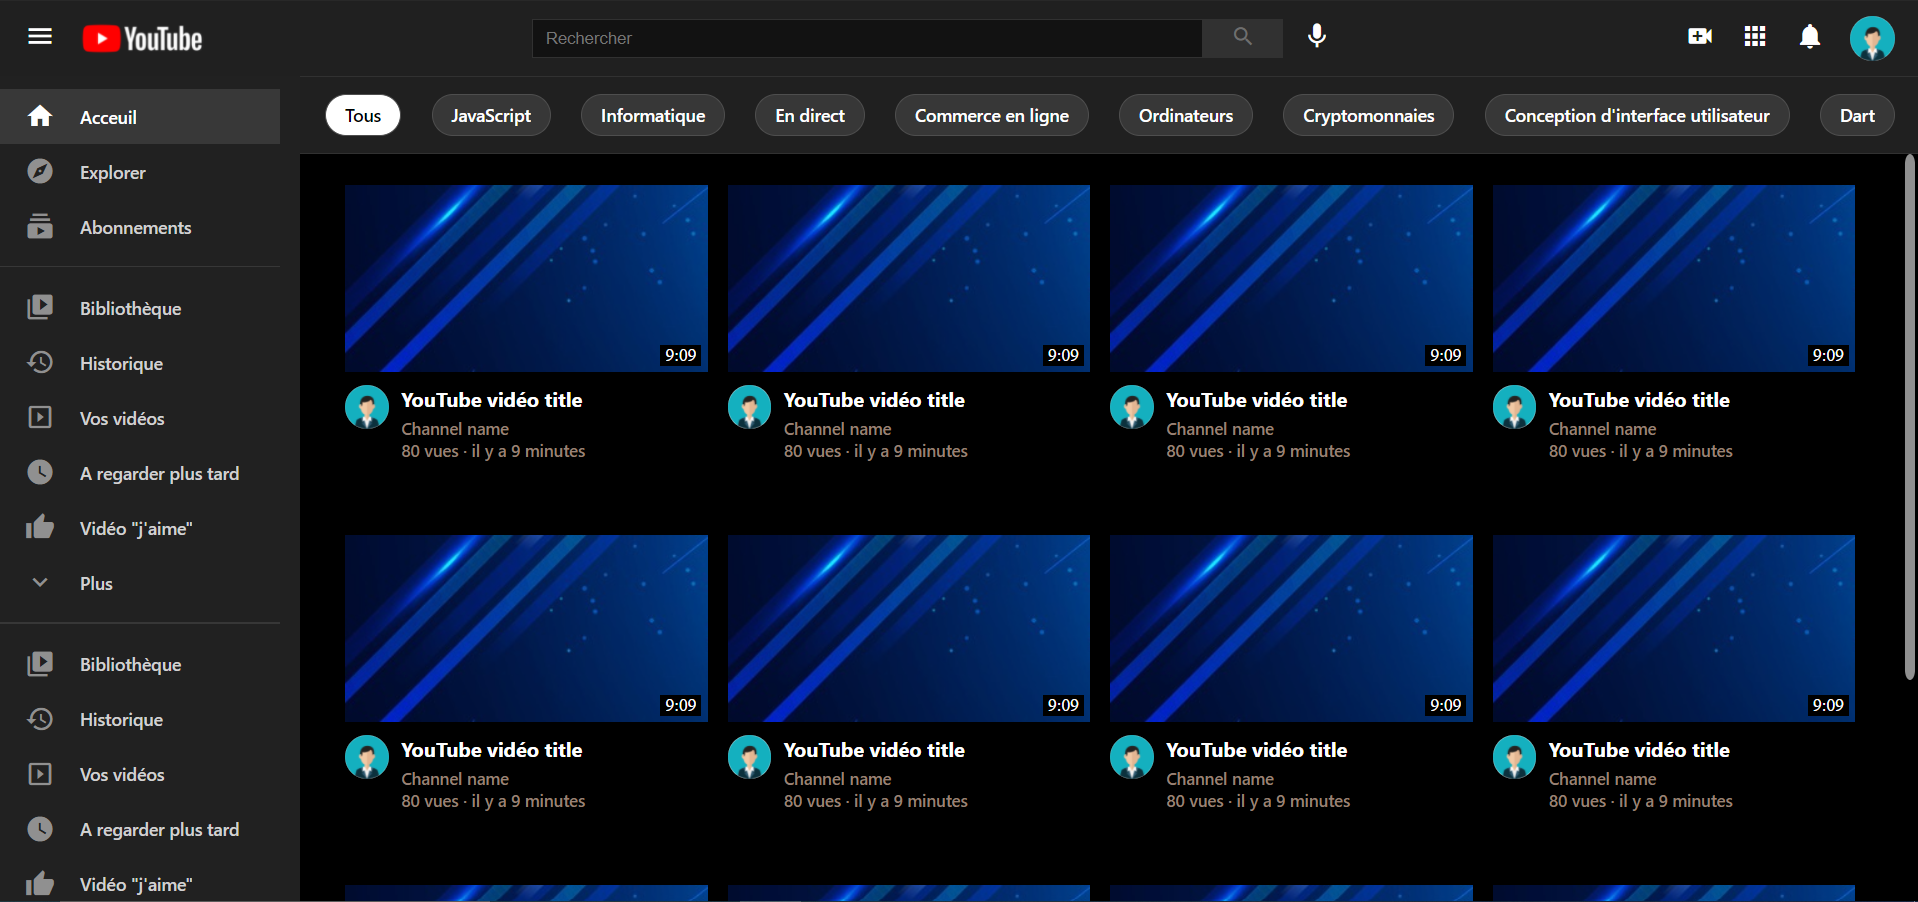 YouTube
Rechercher
Acceuil
Explorer
Abonnements
Bibliothèque
Historique
Vos vidéos
A regarder plus tard
Vidéo "j'aime"
Plus
Bibliothèque
Historique
Vos vidéos
A regarder plus tard
Vidéo "j'aime"
Tous JavaScript Informatique En direct Commerce en ligne Ordinateurs Cryptomonnaies Conception d'interface utilisateur Dart
9:09 9:09 9:09 9:09
YouTube vidéo title YouTube vidéo title YouTube vidéo title YouTube vidéo title
Channel name Channel name Channel name Channel name
80 vues · il y a 9 minutes 80 vues · il y a 9 minutes 80 vues · il y a 9 minutes 80 vues · il y a 9 minutes
9:09 9:09 9:09 9:09
YouTube vidéo title YouTube vidéo title YouTube vidéo title YouTube vidéo title
Channel name Channel name Channel name Channel name
80 vues · il y a 9 minutes 80 vues · il y a 9 minutes 80 vues · il y a 9 minutes 80 vues · il y a 9 minutes